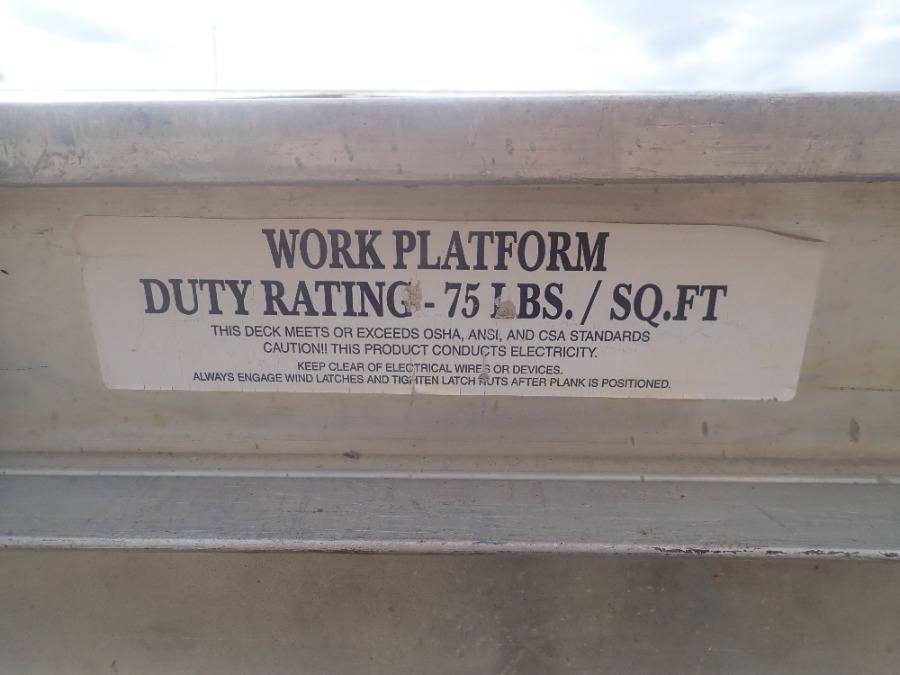 WORK PLATFORM
DUTY RATING - 75 LBS. / SQ.FT
THIS DECK MEETS OR EXCEEDS OSHA, ANSI, AND CSA STANDARDS
CAUTION!! THIS PRODUCT CONDUCTS ELECTRICITY.
KEEP CLEAR OF ELECTRICAL WIRES OR DEVICES.
ALWAYS ENGAGE WIND LATCHES AND TIGHTEN LATCH NUTS AFTER PLANK IS POSITIONED.